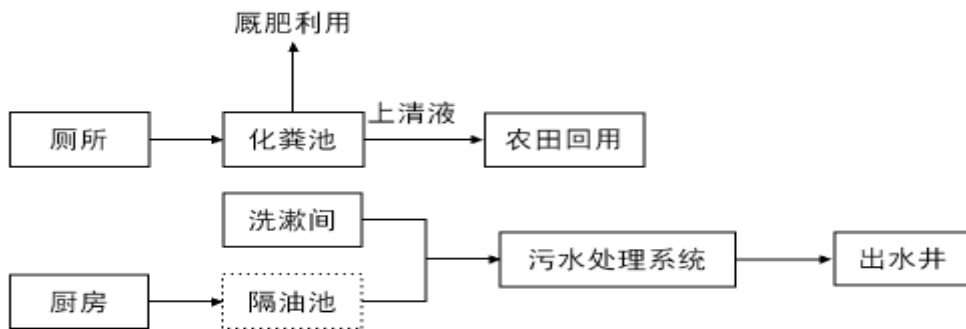 厩肥利用
上清液
厕所
化粪池
农田回用
洗漱间
污水处理系统
出水井
厨房
隔油池